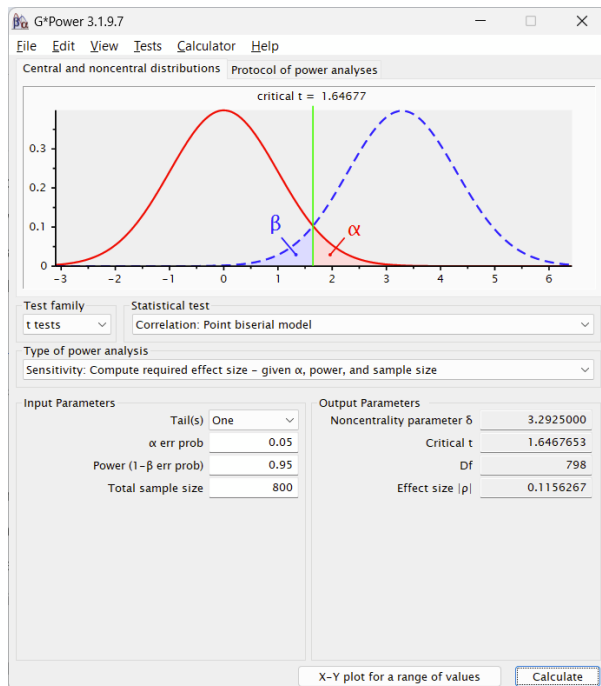 βα G*Power 3.1.9.7
File Edit View Tests Calculator Help
Central and noncentral distributions Protocol of power analyses
critical t = 1.64677
0.3
0.2
0.1
0
β α
-3 -2 -1 0 1 2 3 4 5 6
Test family Statistical test
t tests Correlation: Point biserial model
Type of power analysis
Sensitivity: Compute required effect size – given α, power, and sample size
Input Parameters Output Parameters
Tail(s) One Noncentrality parameter δ 3.2925000
α err prob 0.05 Critical t 1.6467653
Power (1-β err prob) 0.95 Df 798
Total sample size 800 Effect size |ρ| 0.1156267
X-Y plot for a range of values Calculate